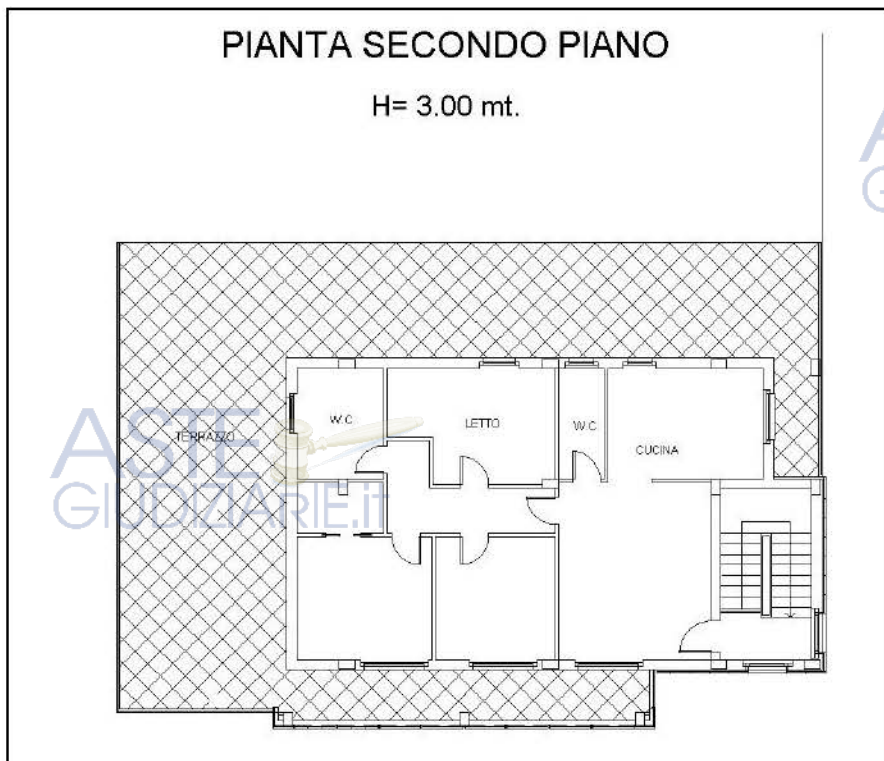 PIANTA SECONDO PIANO
H= 3.00 mt.
W.C
LETTO
W.C
TERRAZZO
CUCINA
ASTE
GIUDIZIARIE.it